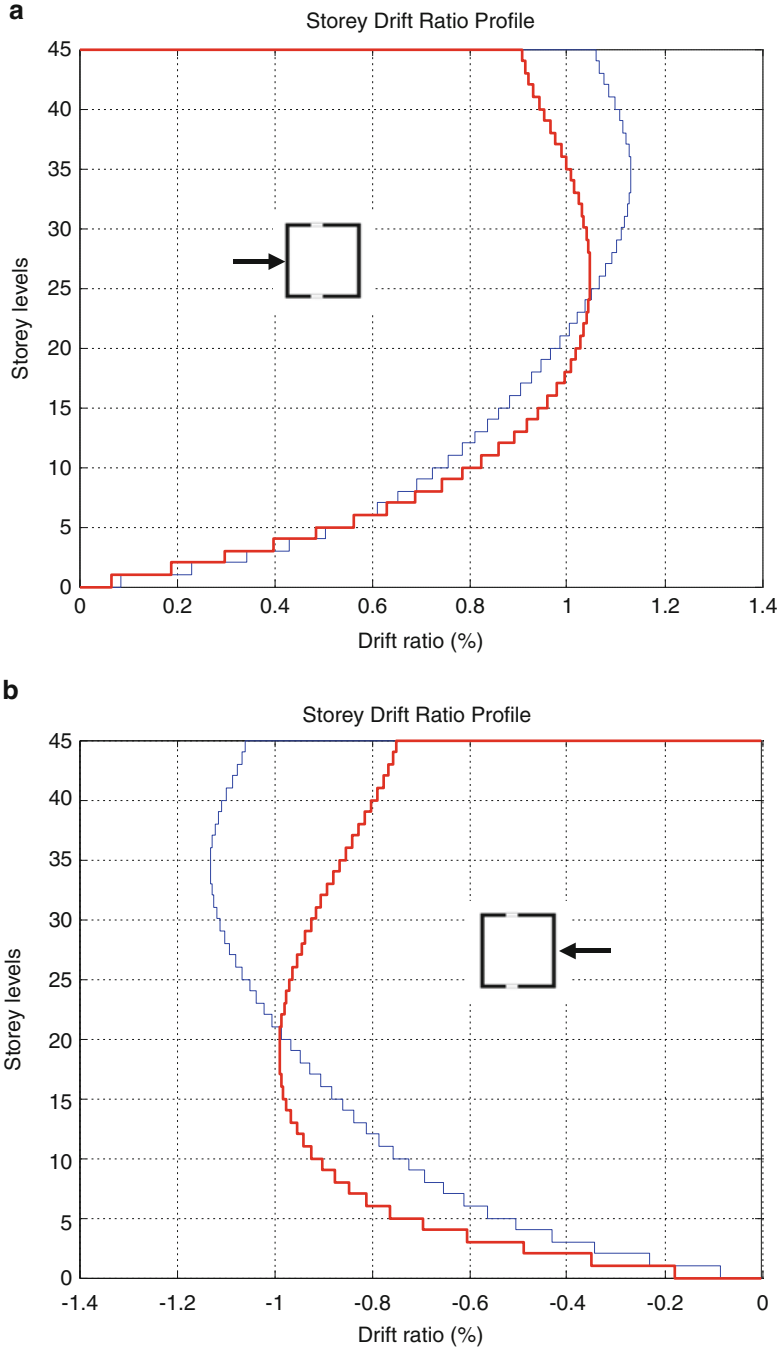 a
Storey Drift Ratio Profile
45
40
35
30
25
20
15
10
5
0
Storey levels
0 0.2 0.4 0.6 0.8 1 1.2 1.4
Drift ratio (%)
b
Storey Drift Ratio Profile
45
40
35
30
25
20
15
10
5
0
Storey levels
-1.4 -1.2 -1 -0.8 -0.6 -0.4 -0.2 0
Drift ratio (%)